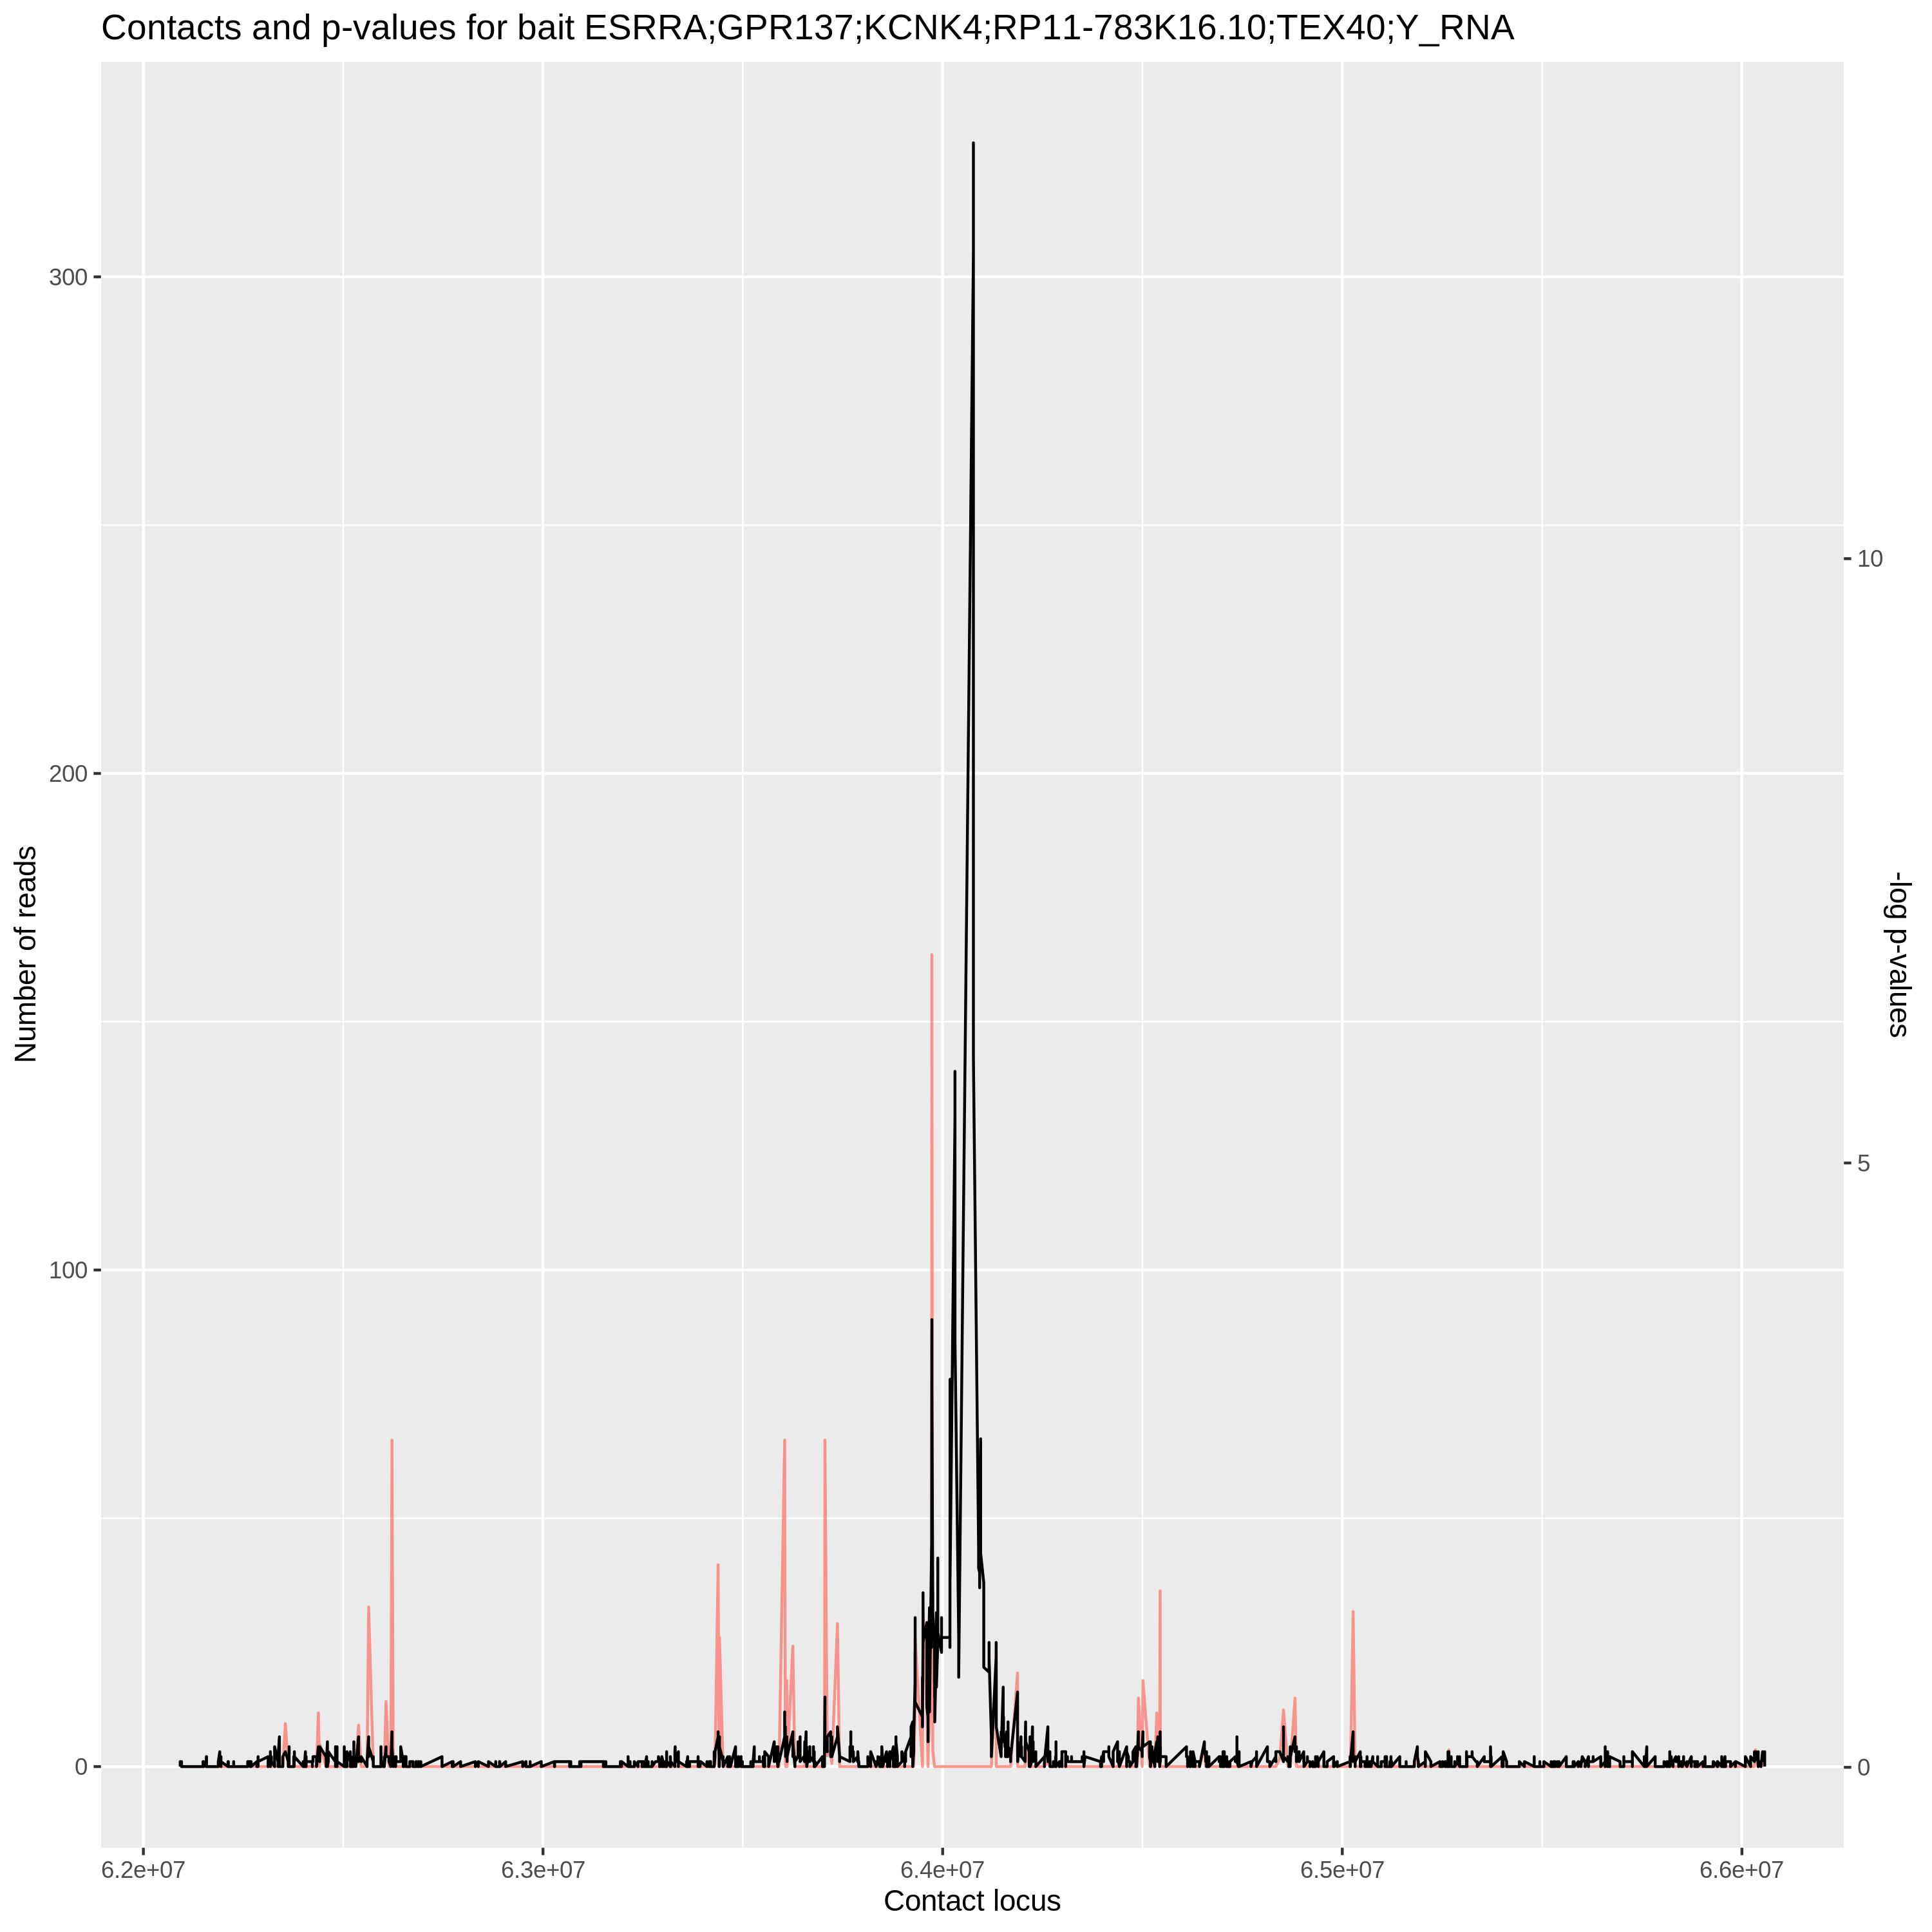 Contacts and p-values for bait ESRRA;GPR137;KCNK4;RP11-783K16.10;TEX40;Y_RNA
300
200
100
0
Number of reads
10
5
0
-log p-values
6.2e+07 6.3e+07 6.4e+07 6.5e+07 6.6e+07
Contact locus